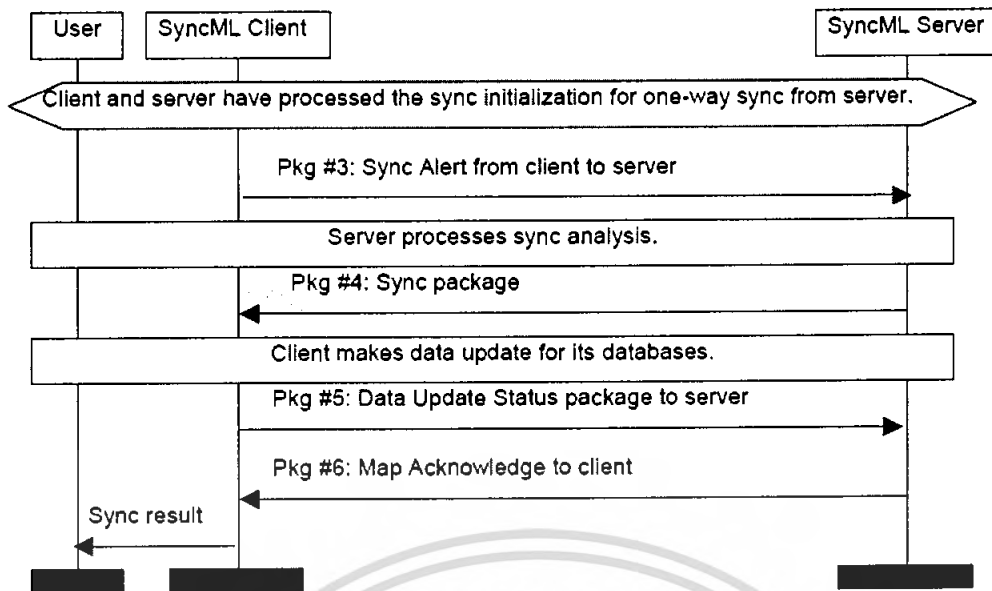 User
SyncML Client
SyncML Server
Client and server have processed the sync initialization for one-way sync from server.
Pkg #3: Sync Alert from client to server
Server processes sync analysis.
Pkg #4: Sync package
Client makes data update for its databases.
Pkg #5: Data Update Status package to server
Pkg #6: Map Acknowledge to client
Sync result